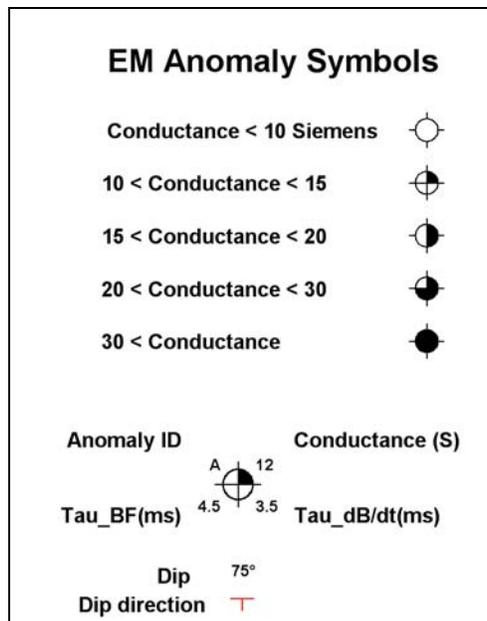 EM Anomaly Symbols
Conductance < 10 Siemens
10 < Conductance < 15
15 < Conductance < 20
20 < Conductance < 30
30 < Conductance
Anomaly ID Conductance (S)
A 12
4.5 3.5
Tau_BF(ms) Tau_dB/dt(ms)
Dip 75°
Dip direction